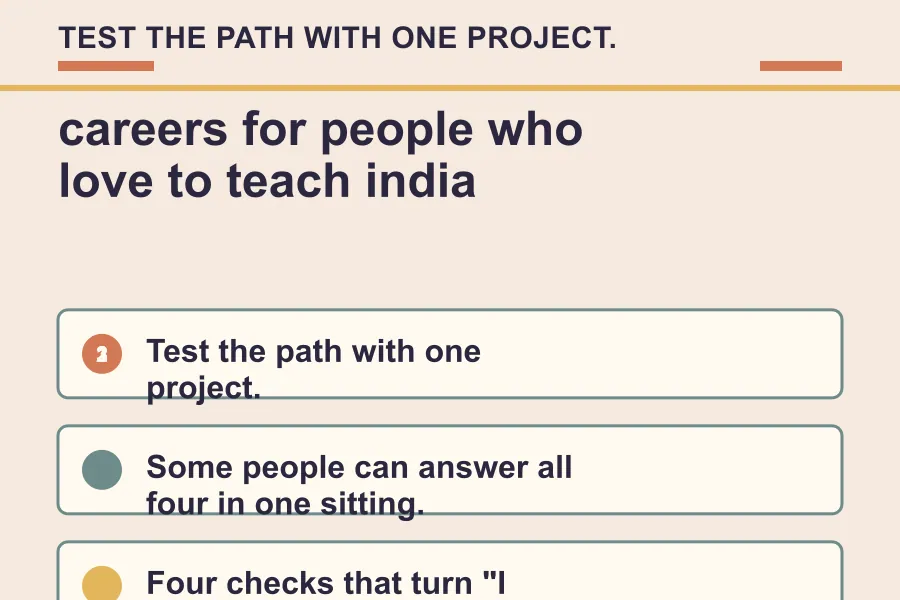 TEST THE PATH WITH ONE PROJECT.
careers for people who
love to teach india
Test the path with one
project.
Some people can answer all
four in one sitting.
Four checks that turn "I